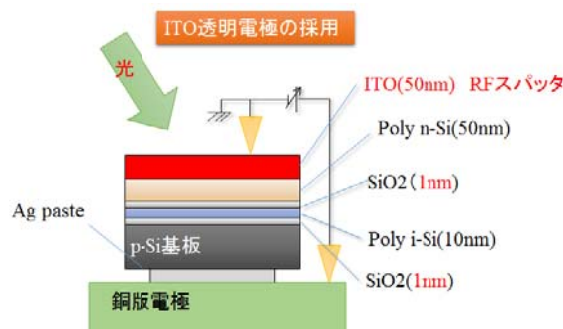 ITO透明電極の採用
光
ITO(50nm) RFスパッタ
Poly n-Si(50nm)
SiO2(1nm)
Ag paste
p-Si基板
Poly i-Si(10nm)
SiO2(1nm)
銅版電極